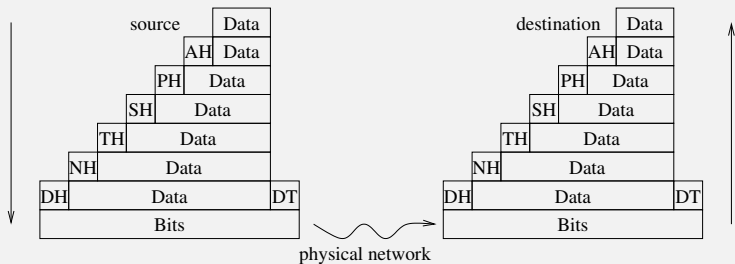 source Data destination Data
AH Data AH Data
PH Data PH Data
SH Data SH Data
TH Data TH Data
NH Data NH Data
DH Data DT DH Data DT
Bits Bits
physical network